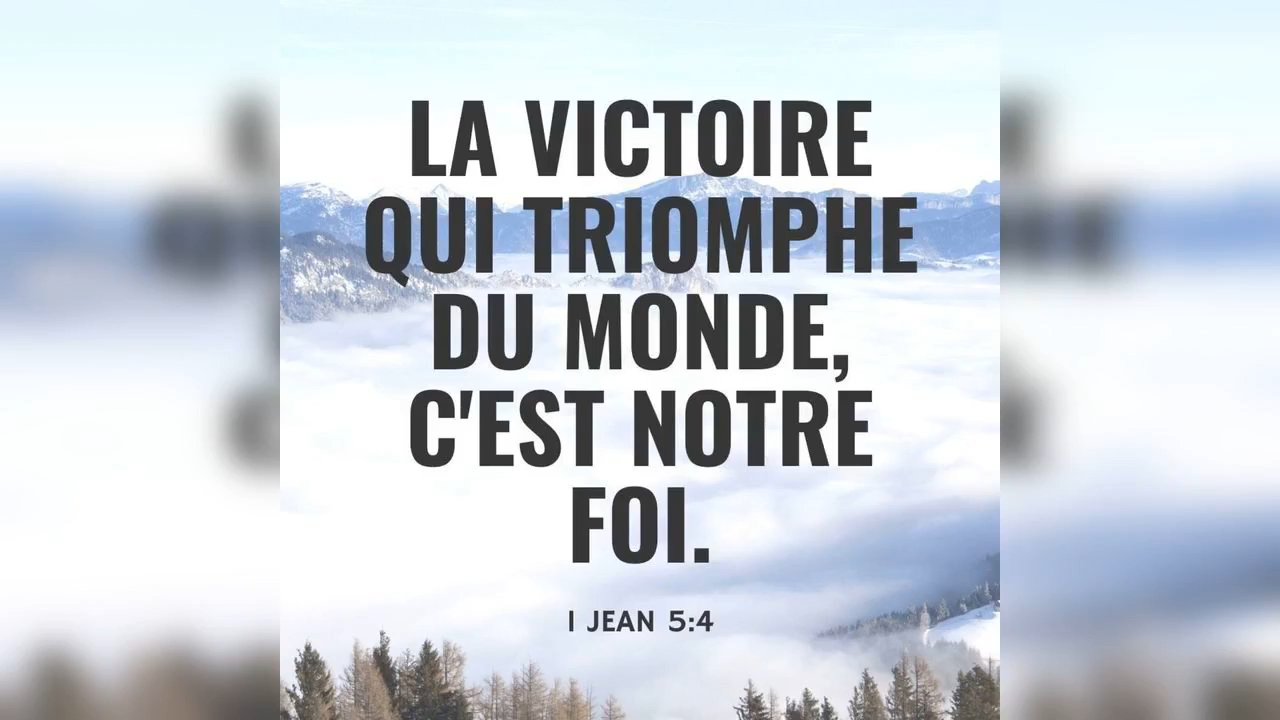 LA VICTOIRE
QUI TRIOMPHE
DU MONDE,
C'EST NOTRE
FOI.
I JEAN 5:4